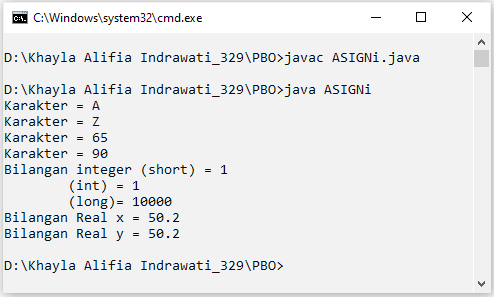 C:\Windows\system32\cmd.exe
D:\Khayla Alifia Indrawati_329\PBO>javac ASIGNi.java
D:\Khayla Alifia Indrawati_329\PBO>java ASIGNi
Karakter = A
Karakter = Z
Karakter = 65
Karakter = 90
Bilangan integer (short) = 1
        (int) = 1
        (long)= 10000
Bilangan Real x = 50.2
Bilangan Real y = 50.2
D:\Khayla Alifia Indrawati_329\PBO>